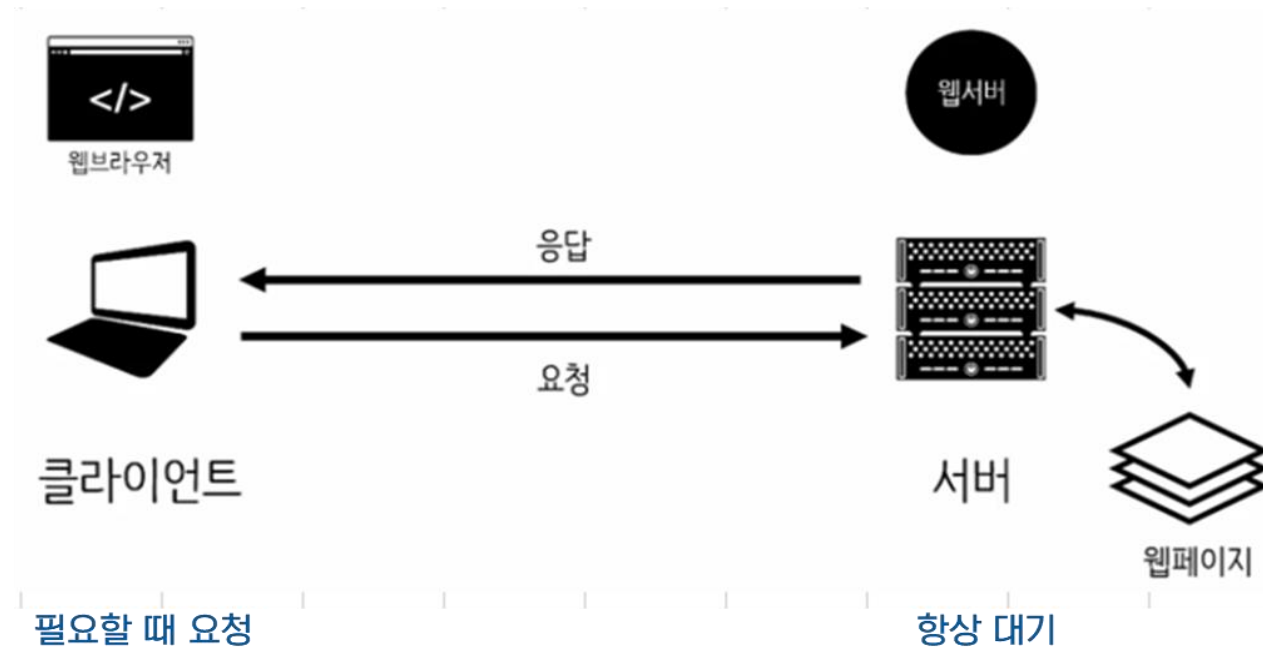 </>
웹브라우저
웹서버
응답
요청
클라이언트
서버
웹페이지
필요할 때 요청
항상 대기